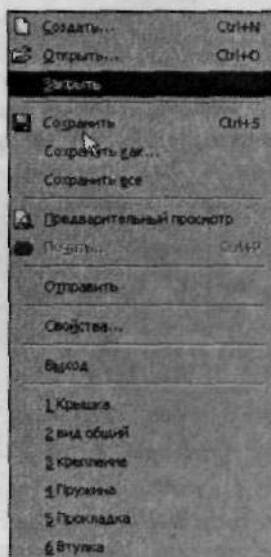 Создать... Ctrl+N
Открыть... Ctrl+O
Закрыть
Сохранить Ctrl+S
Сохранить как...
Сохранить все
Предварительный просмотр
Печать... Ctrl+P
Отправить
Свойства...
Выход
1 Крышка
2 вид общий
3 крепление
4 Пружина
5 Прокладка
6 Втулка